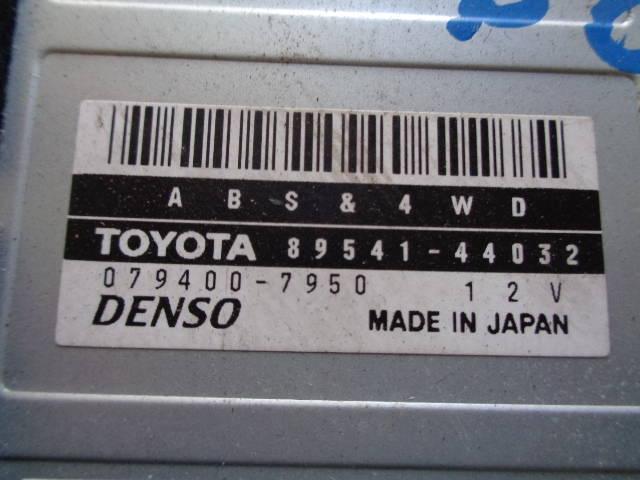 ABS&4WD
TOYOTA 89541-44032
079400-7950 12V
DENSO MADE IN JAPAN